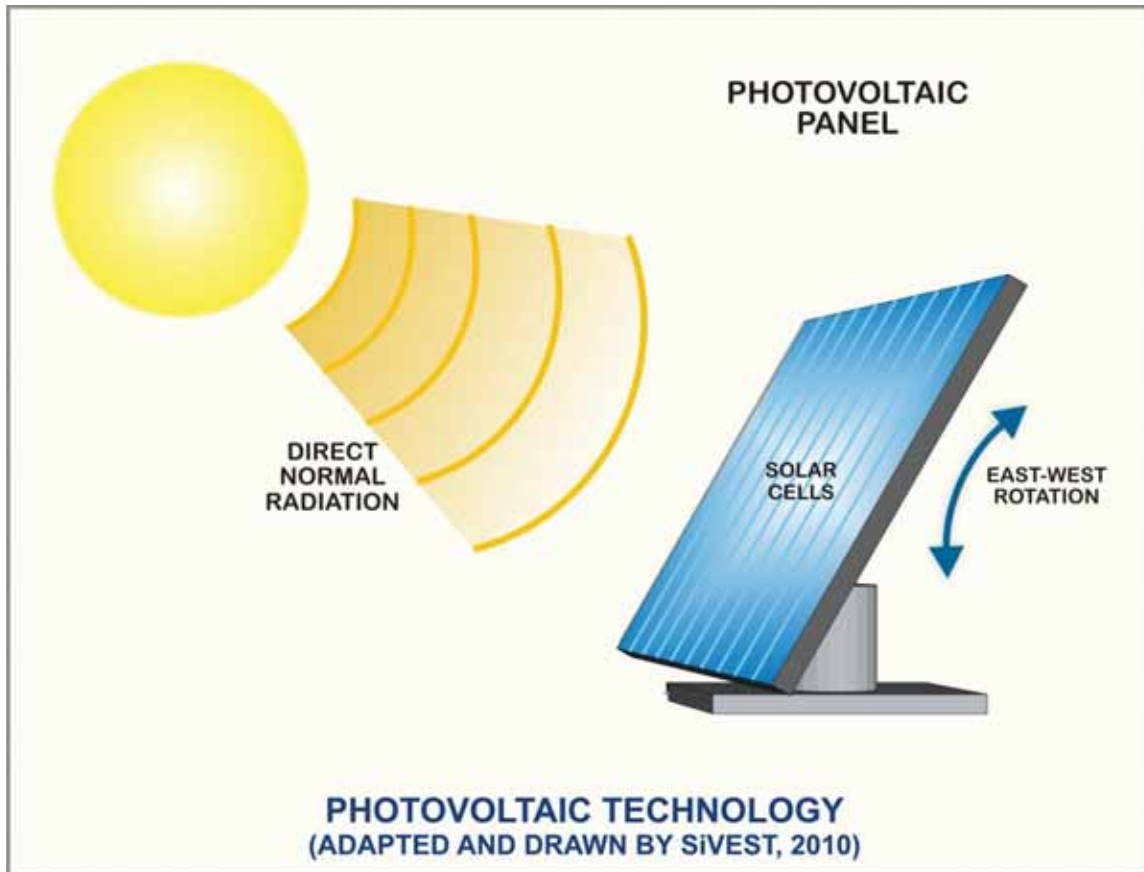 PHOTOVOLTAIC
PANEL
DIRECT
NORMAL
RADIATION
SOLAR
CELLS
EAST-WEST
ROTATION
PHOTOVOLTAIC TECHNOLOGY
(ADAPTED AND DRAWN BY SiVEST, 2010)